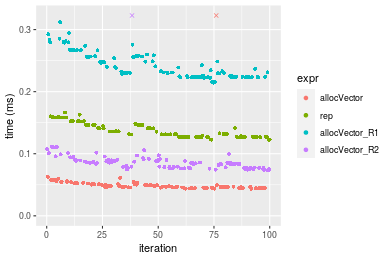 time (ms)
0.3
0.2
0.1
0.0
0
25
50
75
100
iteration
expr
allocVector
rep
allocVector_R1
allocVector_R2